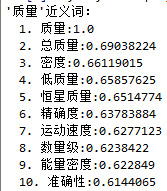 '质量'近义词：
1. 质量:1.0
2. 总质量:0.69038224
3. 密度:0.66119015
4. 低质量:0.65857625
5. 恒星质量:0.6514774
6. 精确度:0.63783884
7. 运动速度:0.6277123
8. 数量级:0.6238422
9. 能量密度:0.622849
10. 准确性:0.6144065